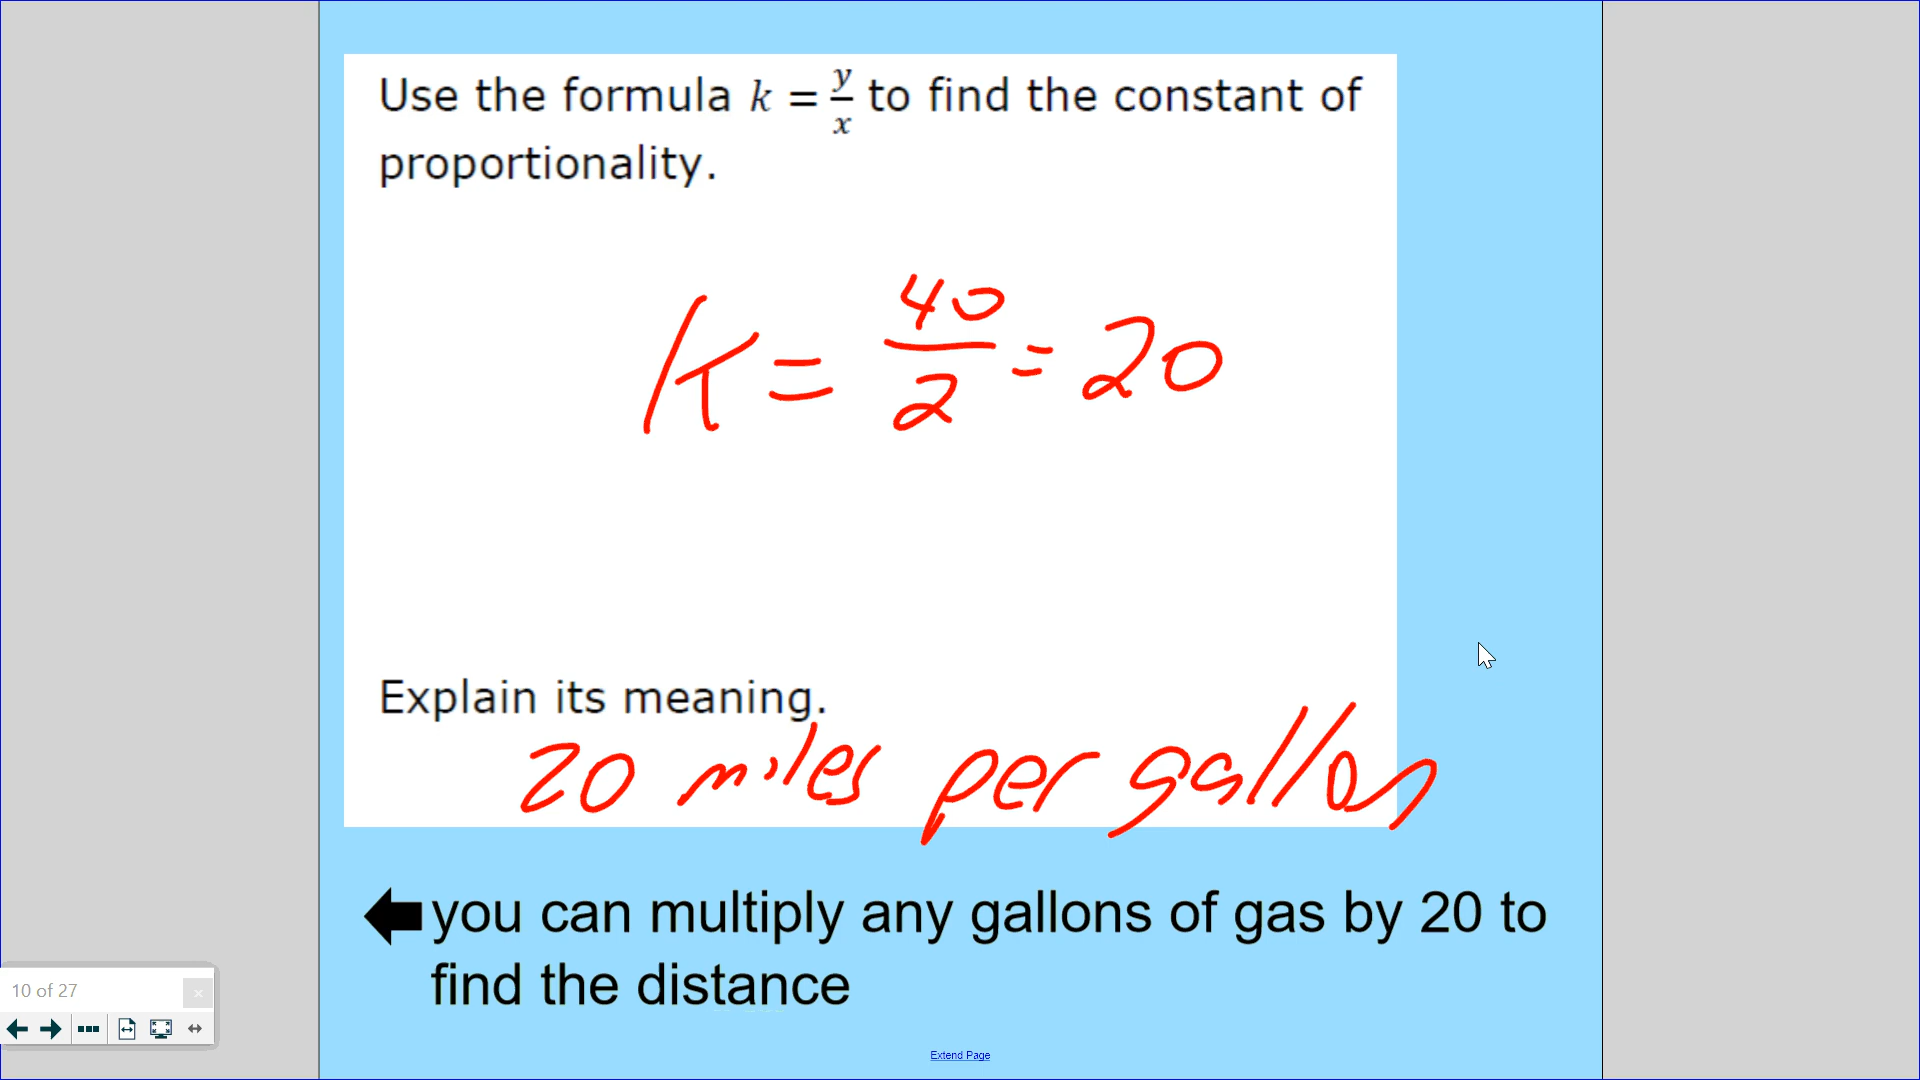 Use the formula k = y/x to find the constant of
proportionality.
k = 40/2 = 20
Explain its meaning.
20 miles per gallon
you can multiply any gallons of gas by 20 to
find the distance
10 of 27
Extend Page